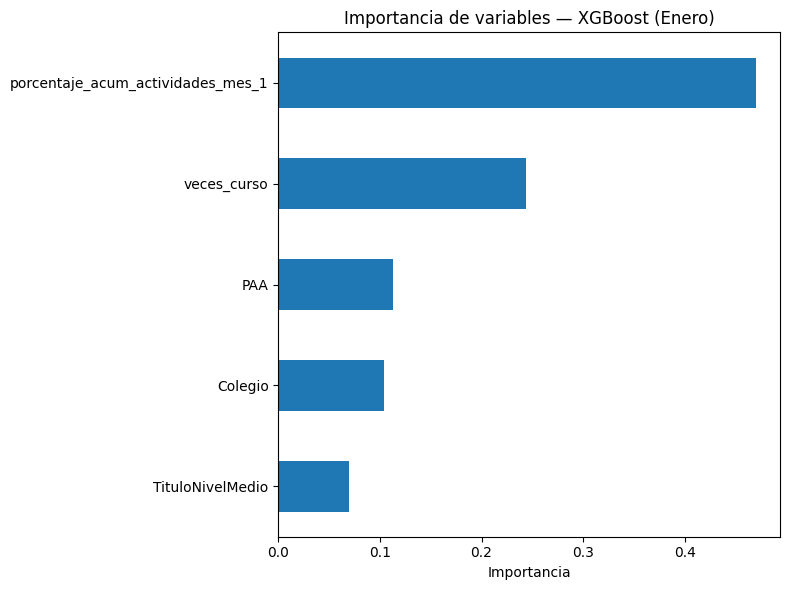 Importancia de variables — XGBoost (Enero)
porcentaje_acum_actividades_mes_1
veces_curso
PAA
Colegio
TituloNivelMedio
0.0 0.1 0.2 0.3 0.4
Importancia